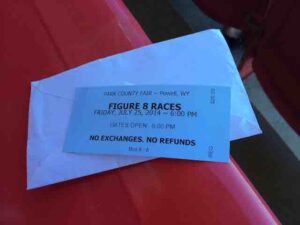 PARK COUNTY FAIR ~ Powell, WY
FIGURE 8 RACES
FRIDAY, JULY 25, 2014 ~ 6:00 PM
GATES OPEN: 5:00 PM
NO EXCHANGES. NO REFUNDS